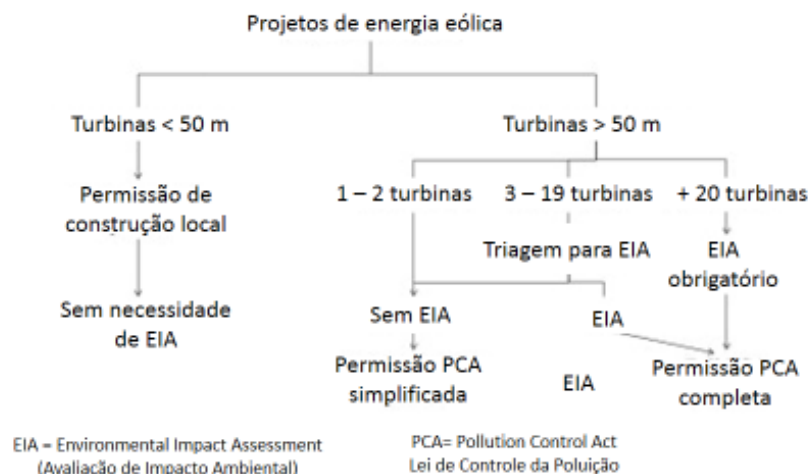 Projetos de energia eólica
Turbinas < 50 m
Turbinas > 50 m
Permissão de
construção local
1 – 2 turbinas
3 – 19 turbinas
+ 20 turbinas
Triagem para EIA
EIA
obrigatório
Sem necessidade
de EIA
Sem EIA
EIA
Permissão PCA
simplificada
EIA
Permissão PCA
completa
EIA = Environmental Impact Assessment
(Avaliação de Impacto Ambiental)
PCA= Pollution Control Act
Lei de Controle da Poluição